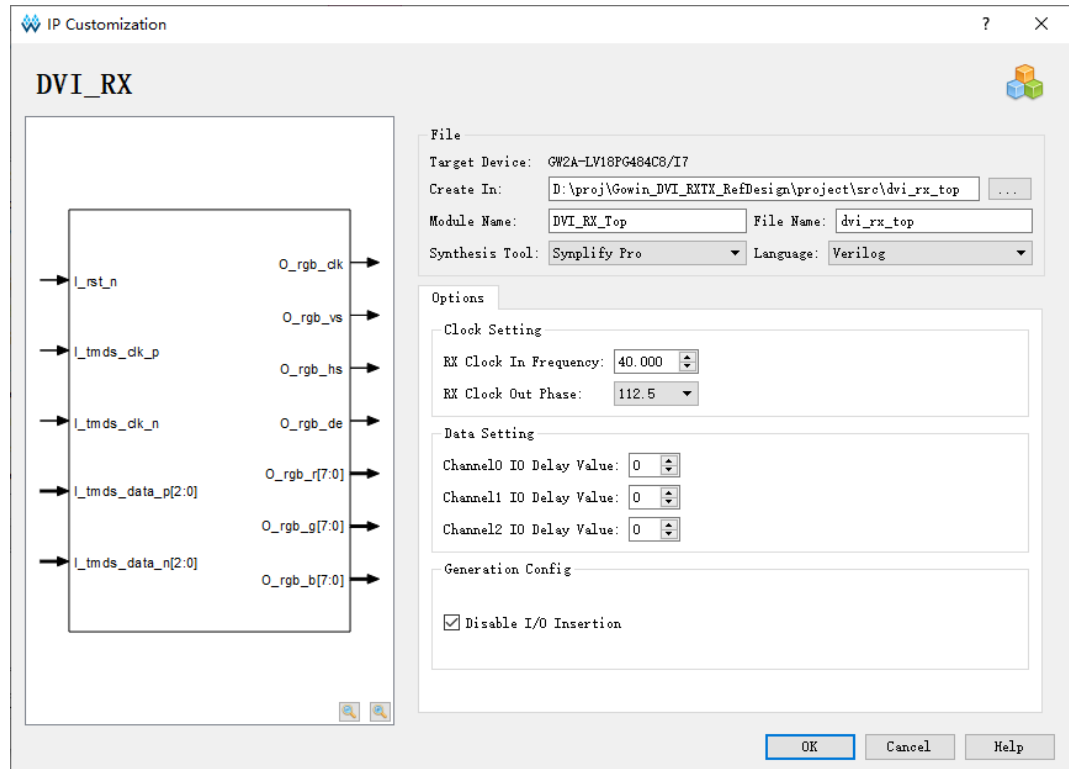 IP Customization
?
DVI_RX
I_rst_n
I_tmds_clk_p
I_tmds_clk_n
I_tmds_data_p[2:0]
I_tmds_data_n[2:0]
O_rgb_clk
O_rgb_vs
O_rgb_hs
O_rgb_de
O_rgb_r[7:0]
O_rgb_g[7:0]
O_rgb_b[7:0]
File
Target Device: GW2A-LV18PG484C8/I7
Create In: D:\proj\Gowin_DVI_RXTX_RefDesign\project\src\dvi_rx_top ...
Module Name: DVI_RX_Top File Name: dvi_rx_top
Synthesis Tool: Synplify Pro Language: Verilog
Options
Clock Setting
RX Clock In Frequency: 40.000
RX Clock Out Phase: 112.5
Data Setting
Channel0 IO Delay Value: 0
Channel1 IO Delay Value: 0
Channel2 IO Delay Value: 0
Generation Config
Disable I/O Insertion
OK Cancel Help